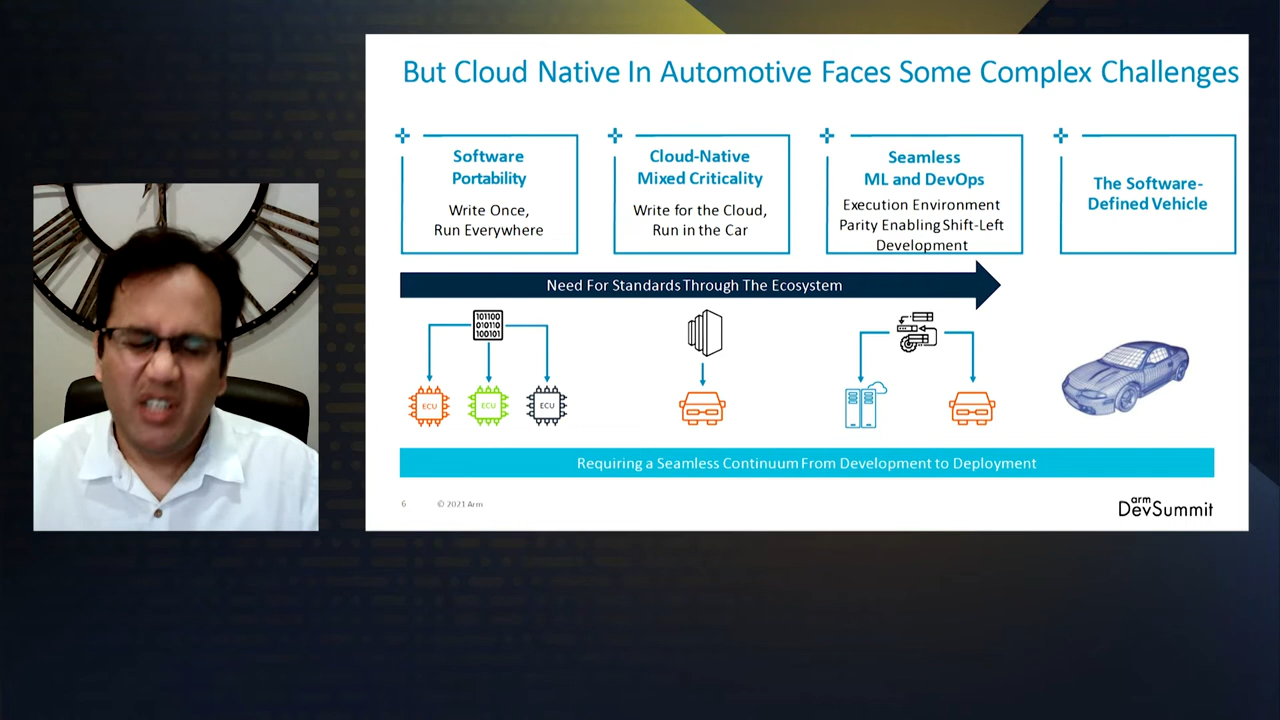 But Cloud Native In Automotive Faces Some Complex Challenges
Software
Portability
Write Once,
Run Everywhere
Cloud-Native
Mixed Criticality
Write for the Cloud,
Run in the Car
Seamless
ML and DevOps
Execution Environment
Parity Enabling Shift-Left
Development
The Software-
Defined Vehicle
Need For Standards Through The Ecosystem
101100
010110
100101
ECU
ECU
ECU
Requiring a Seamless Continuum From Development to Deployment
6
© 2021 Arm
arm
DevSummit